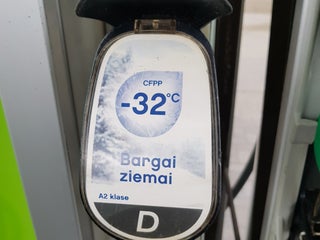 CFPP
-32°C
Bargai
ziemai
A2 klase
D